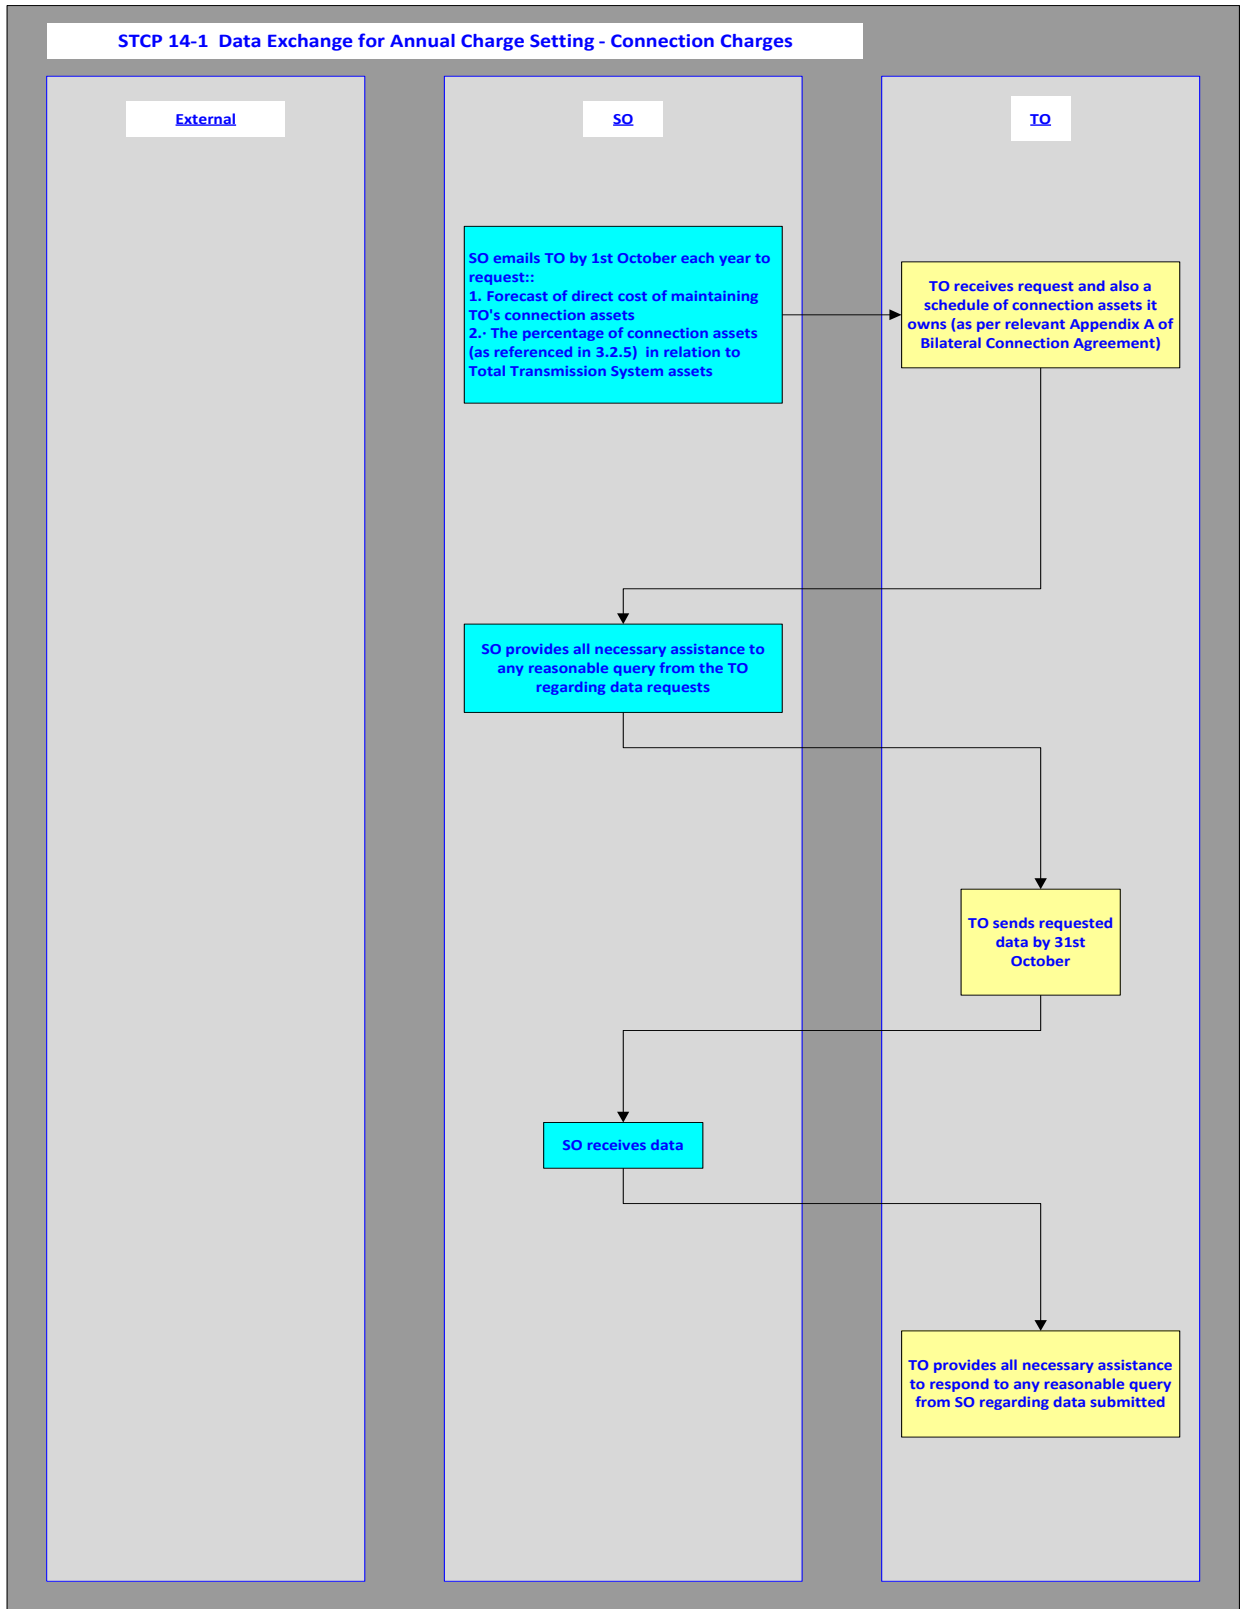 STCP 14-1  Data Exchange for Annual Charge Setting - Connection Charges
External
SO
TO
SO emails TO by 1st October each year to
request::
1. Forecast of direct cost of maintaining
TO's connection assets
2.· The percentage of connection assets
(as referenced in 3.2.5)  in relation to
Total Transmission System assets
TO receives request and also a
schedule of connection assets it
owns (as per relevant Appendix A of
Bilateral Connection Agreement)
SO provides all necessary assistance to
any reasonable query from the TO
regarding data requests
TO sends requested
data by 31st
October
SO receives data
TO provides all necessary assistance
to respond to any reasonable query
from SO regarding data submitted